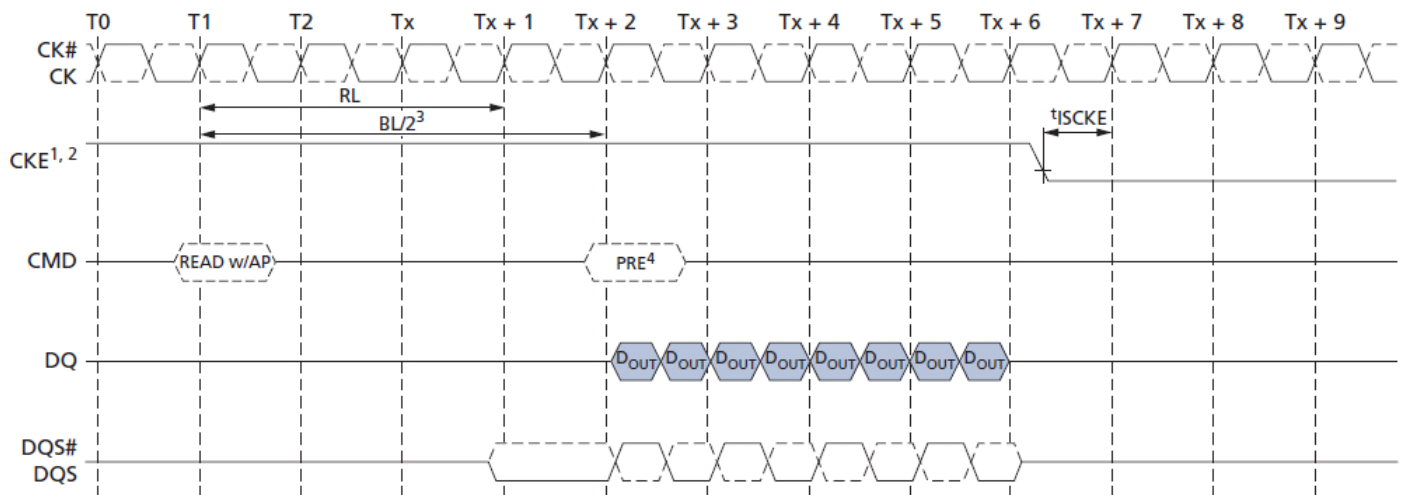 T0 T1 T2 Tx Tx + 1 Tx + 2 Tx + 3 Tx + 4 Tx + 5 Tx + 6 Tx + 7 Tx + 8 Tx + 9
CK#
CK
RL
BL/2³
tISCKE
CKE1, 2
CMD READ w/AP PRE⁴
DQ DOUT DOUT DOUT DOUT DOUT DOUT DOUT DOUT
DQS#
DQS